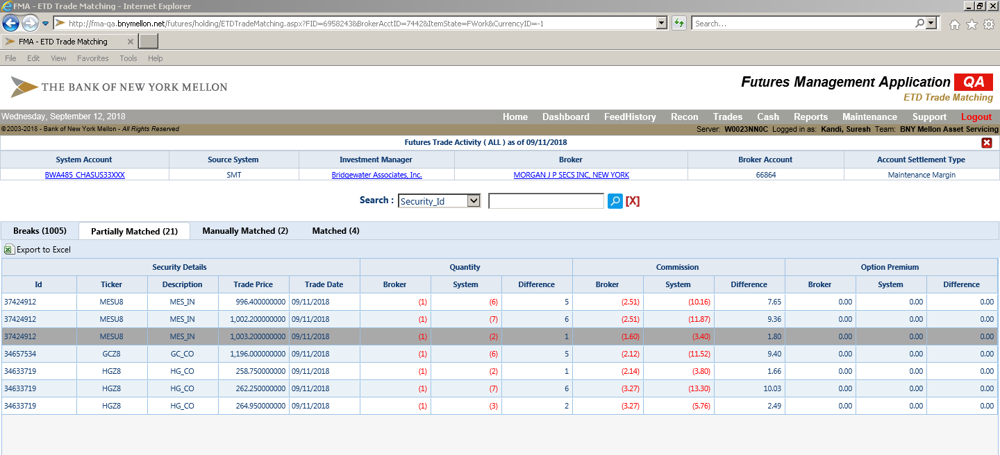 FMA - ETD Trade Matching - Internet Explorer
http://fma-qa.bnymellon.net/futures/holding/ETDTradeMatching.aspx?FID=6958243&BrokerAcctID=7442&ItemState=FWork&CurrencyID=-1 Search...
FMA - ETD Trade Matching
File Edit View Favorites Tools Help
THE BANK OF NEW YORK MELLON
Futures Management Application QA
ETD Trade Matching
Wednesday, September 12, 2018 Home Dashboard FeedHistory Recon Trades Cash Reports Maintenance Support Logout
©2003-2018 - Bank of New York Mellon - All Rights Reserved Server: W0023NN0C Logged in as: Kandi, Suresh Team: BNY Mellon Asset Servicing
Futures Trade Activity ( ALL ) as of 09/11/2018
System Account Source System Investment Manager Broker Broker Account Account Settlement Type
BWA485_CHASUS33XXX SMT Bridgewater Associates, Inc. MORGAN J P SECS INC, NEW YORK 66864 Maintenance Margin
Search : Security_Id [X]
Breaks (1005) Partially Matched (21) Manually Matched (2) Matched (4)
Export to Excel
Security Details Quantity Commission Option Premium
Id Ticker Description Trade Price Trade Date Broker System Difference Broker System Difference Broker System Difference
37424912 MESU8 MES_IN 996.400000000 09/11/2018 (1) (6) 5 (2.51) (10.16) 7.65 0.00 0.00 0.00
37424912 MESU8 MES_IN 1,002.200000000 09/11/2018 (1) (7) 6 (2.51) (11.87) 9.36 0.00 0.00 0.00
37424912 MESU8 MES_IN 1,003.200000000 09/11/2018 (1) (2) 1 (1.60) (3.40) 1.80 0.00 0.00 0.00
34657534 GCZ8 GC_CO 1,196.000000000 09/11/2018 (1) (6) 5 (2.12) (11.52) 9.40 0.00 0.00 0.00
34633719 HGZ8 HG_CO 258.750000000 09/11/2018 (1) (2) 1 (2.14) (3.80) 1.66 0.00 0.00 0.00
34633719 HGZ8 HG_CO 262.250000000 09/11/2018 (1) (7) 6 (3.27) (13.30) 10.03 0.00 0.00 0.00
34633719 HGZ8 HG_CO 264.950000000 09/11/2018 (1) (3) 2 (3.27) (5.76) 2.49 0.00 0.00 0.00